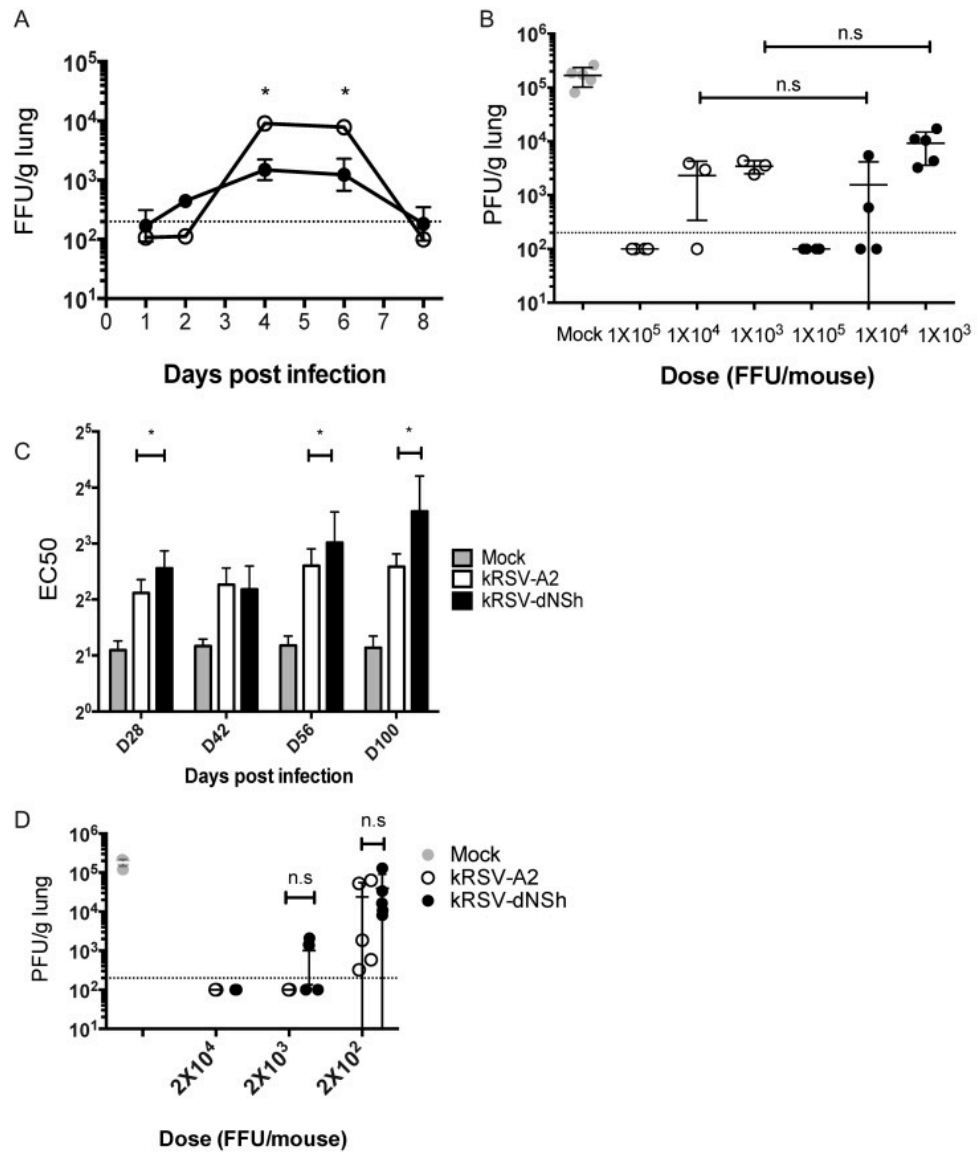 A
10⁵
10⁴
10³
10²
10¹
FFU/g lung
* *
0 1 2 3 4 5 6 7 8
Days post infection
B
10⁶
10⁵
10⁴
10³
10²
10¹
PFU/g lung
n.s
n.s
Mock 1X10⁵ 1X10⁴ 1X10³ 1X10⁵ 1X10⁴ 1X10³
Dose (FFU/mouse)
C
2⁵
2⁴
2³
2²
2¹
2⁰
EC50
* * *
D28 D42 D56 D100
Days post infection
Mock
kRSV-A2
kRSV-dNSh
D
10⁶
10⁵
10⁴
10³
10²
10¹
PFU/g lung
n.s
n.s
2X10⁴ 2X10³ 2X10²
Dose (FFU/mouse)
Mock
kRSV-A2
kRSV-dNSh